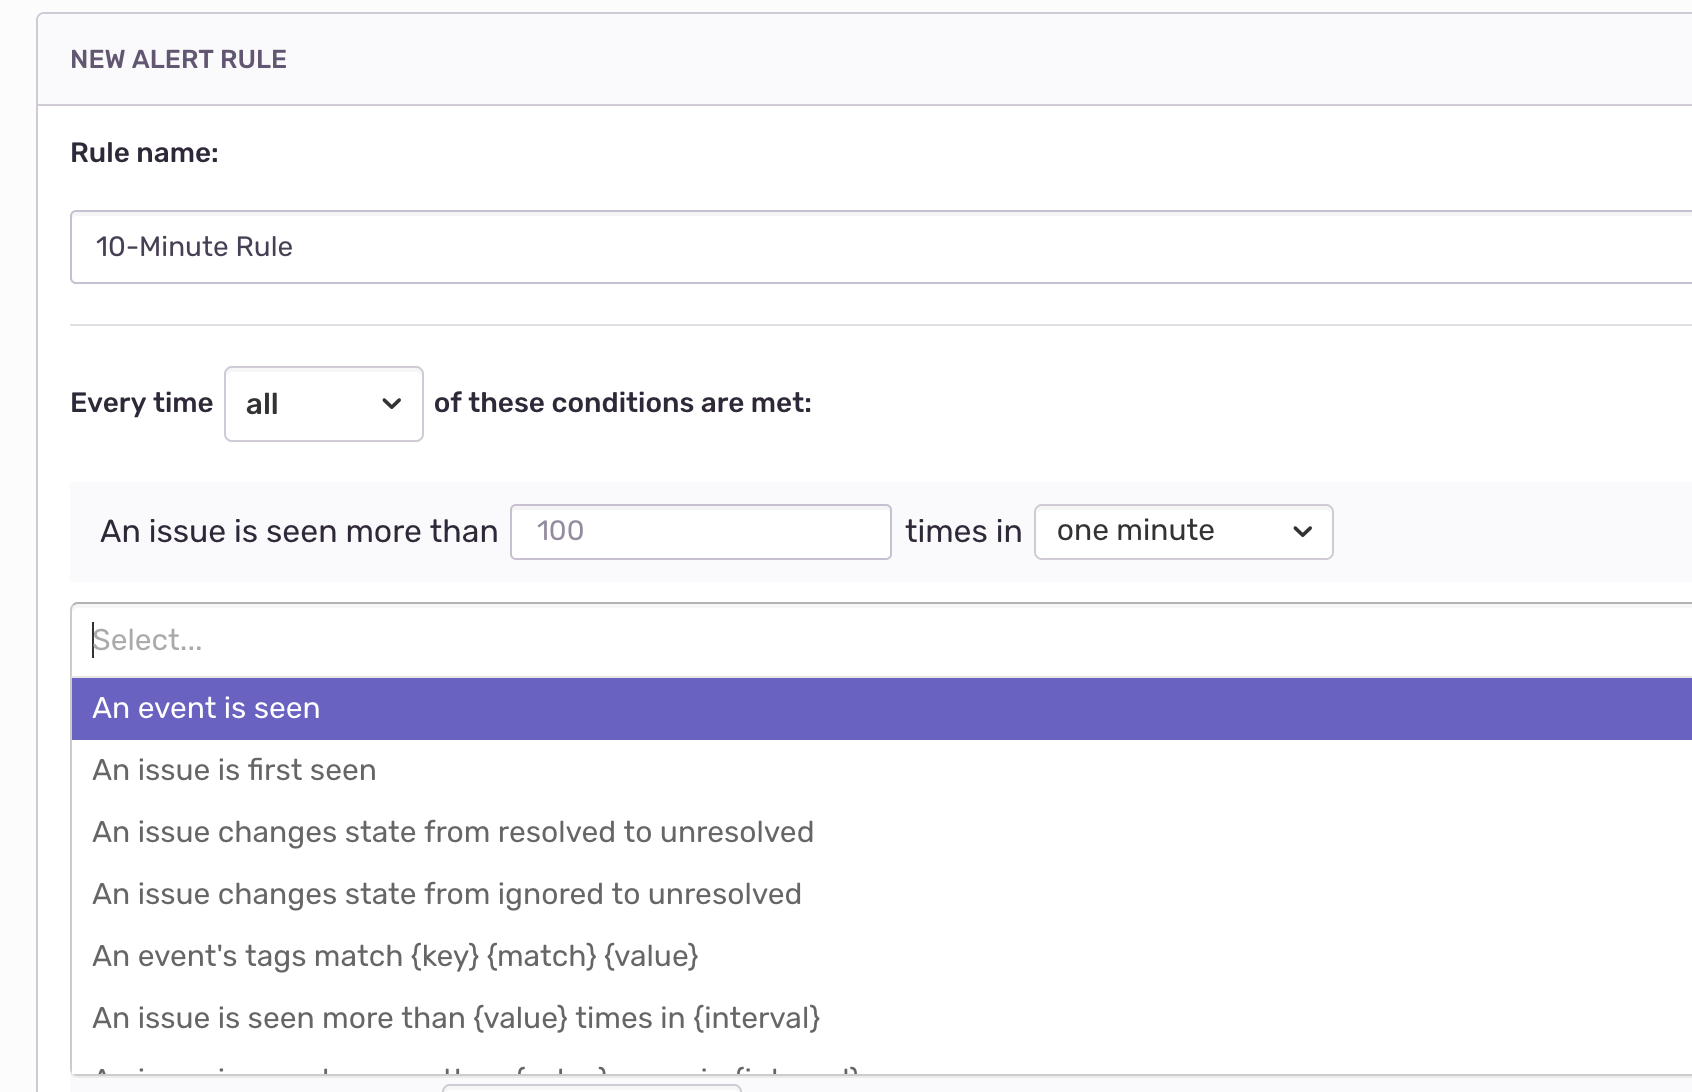 NEW ALERT RULE
Rule name:
10-Minute Rule
Every time all of these conditions are met:
An issue is seen more than 100 times in one minute
Select...
An event is seen
An issue is first seen
An issue changes state from resolved to unresolved
An issue changes state from ignored to unresolved
An event's tags match {key} {match} {value}
An issue is seen more than {value} times in {interval}